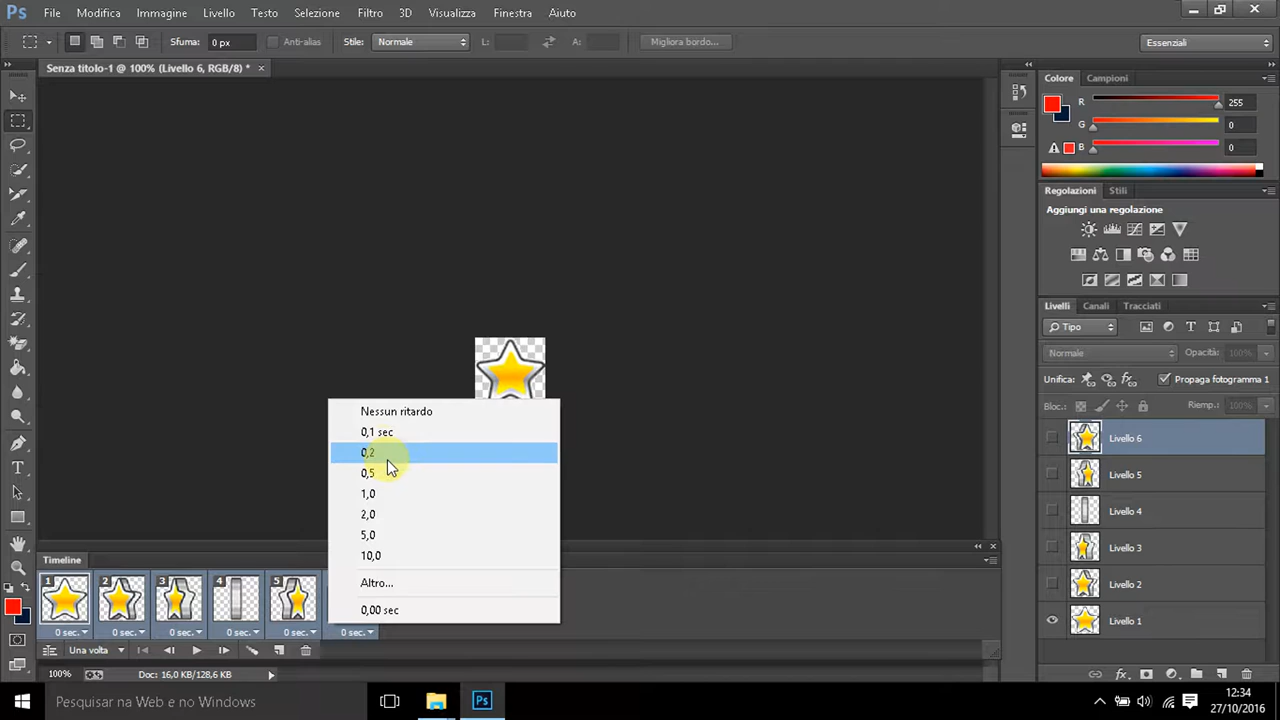 Ps File Modifica Immagine Livello Testo Selezione Filtro 3D Visualizza Finestra Aiuto
Sfuma: 0 px Anti-alias Stile: Normale L: A: Migliora bordo... Essenziali
Senza titolo-1 @ 100% (Livello 6, RGB/8) * ×
Colore Campioni
R 255
G 0
B 0
Regolazioni Stili
Aggiungi una regolazione
Livelli Canali Tracciati
Tipo
Normale Opacità: 100%
Unifica: Propaga fotogramma 1
Bloc.: Riemp.: 100%
Livello 6
Livello 5
Livello 4
Livello 3
Livello 2
Livello 1
Nessun ritardo
0,1 sec
0,2
0,5
1,0
2,0
5,0
10,0
Altro...
0,00 sec
Timeline
1 2 3 4 5
0 sec. 0 sec. 0 sec. 0 sec. 0 sec. 0 sec.
Una volta
100% Doc: 16,0 KB/128,6 KB
Pesquisar na Web e no Windows
Ps
12:34
27/10/2016